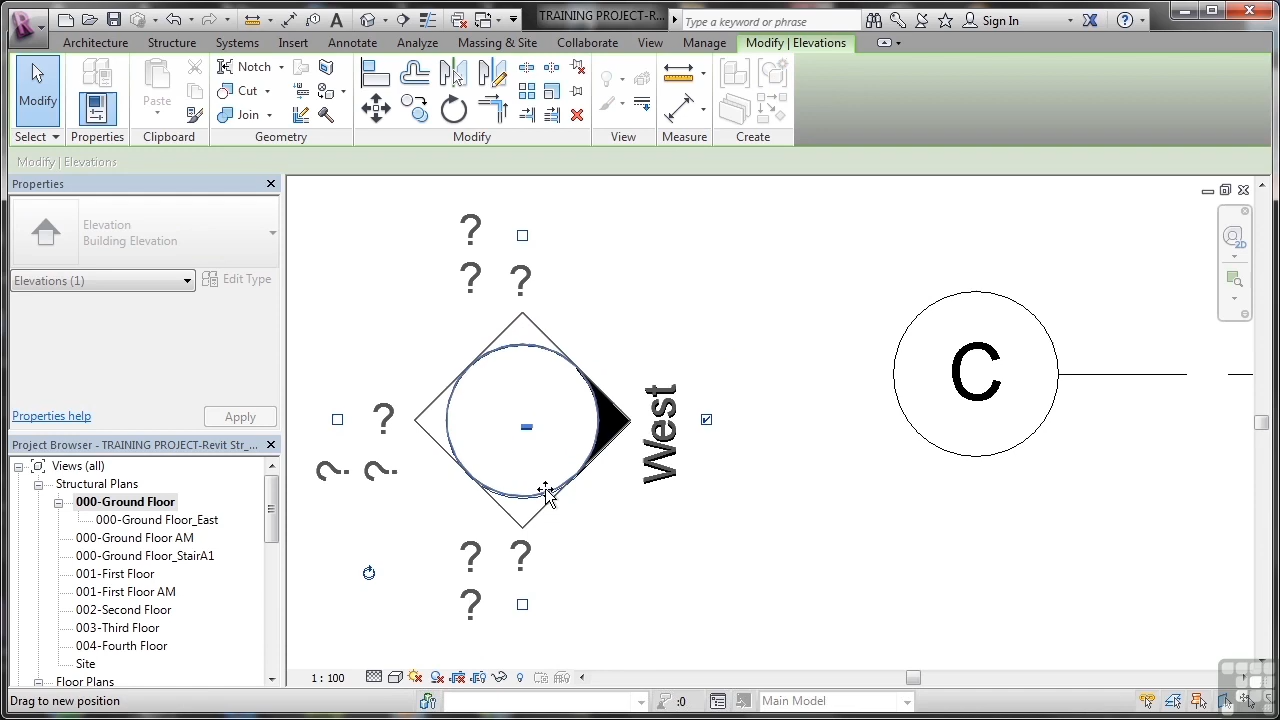 TRAINING PROJECT-R...
Type a keyword or phrase
Sign In
Architecture Structure Systems Insert Annotate Analyze Massing & Site Collaborate View Manage Modify | Elevations
Modify Paste Notch
Cut
Join
Select Properties Clipboard Geometry Modify View Measure Create
Modify | Elevations
Properties
Elevation
Building Elevation
Elevations (1) Edit Type
Properties help Apply
Project Browser - TRAINING PROJECT-Revit Str_...
Views (all)
Structural Plans
000-Ground Floor
000-Ground Floor_East
000-Ground Floor AM
000-Ground Floor_StairA1
001-First Floor
001-First Floor AM
002-Second Floor
003-Third Floor
004-Fourth Floor
Site
Floor Plans
?
? ?
?
? ?
-
West
? ?
?
C
2D
1 : 100
Drag to new position
:0
Main Model